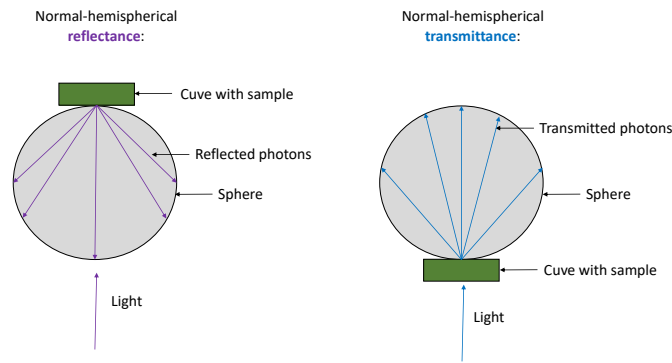 Normal-hemispherical
reflectance:
Cuve with sample
Reflected photons
Sphere
Light
Normal-hemispherical
transmittance:
Transmitted photons
Sphere
Cuve with sample
Light